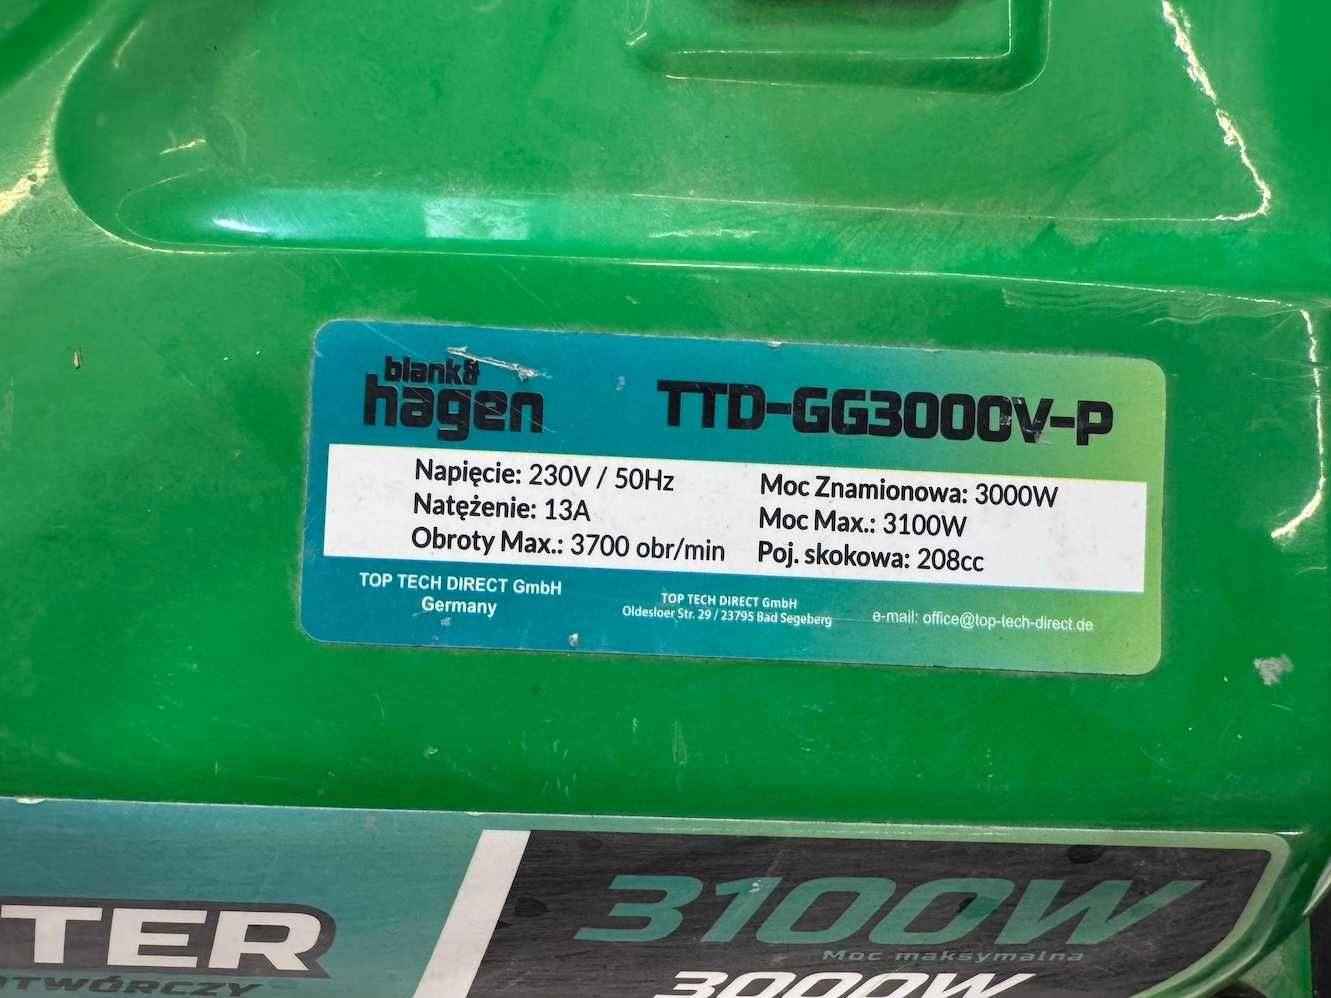 blank&
hagen
TTD-GG3000V-P
Napięcie: 230V / 50Hz
Natężenie: 13A
Obroty Max.: 3700 obr/min
Moc Znamionowa: 3000W
Moc Max.: 3100W
Poj. skokowa: 208cc
TOP TECH DIRECT GmbH
Germany
TOP TECH DIRECT GmbH
Oldesloer Str. 29 / 23795 Bad Segeberg
e-mail: office@top-tech-direct.de
TER
OTWÓRCZY
3100W
Moc maksymalna
3000W